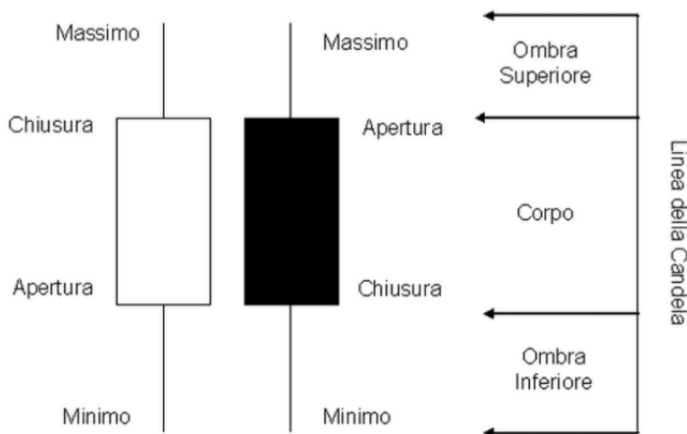 Massimo
Massimo
Ombra
Superiore
Chiusura
Apertura
Corpo
Linea della Candela
Apertura
Chiusura
Ombra
Inferiore
Minimo
Minimo